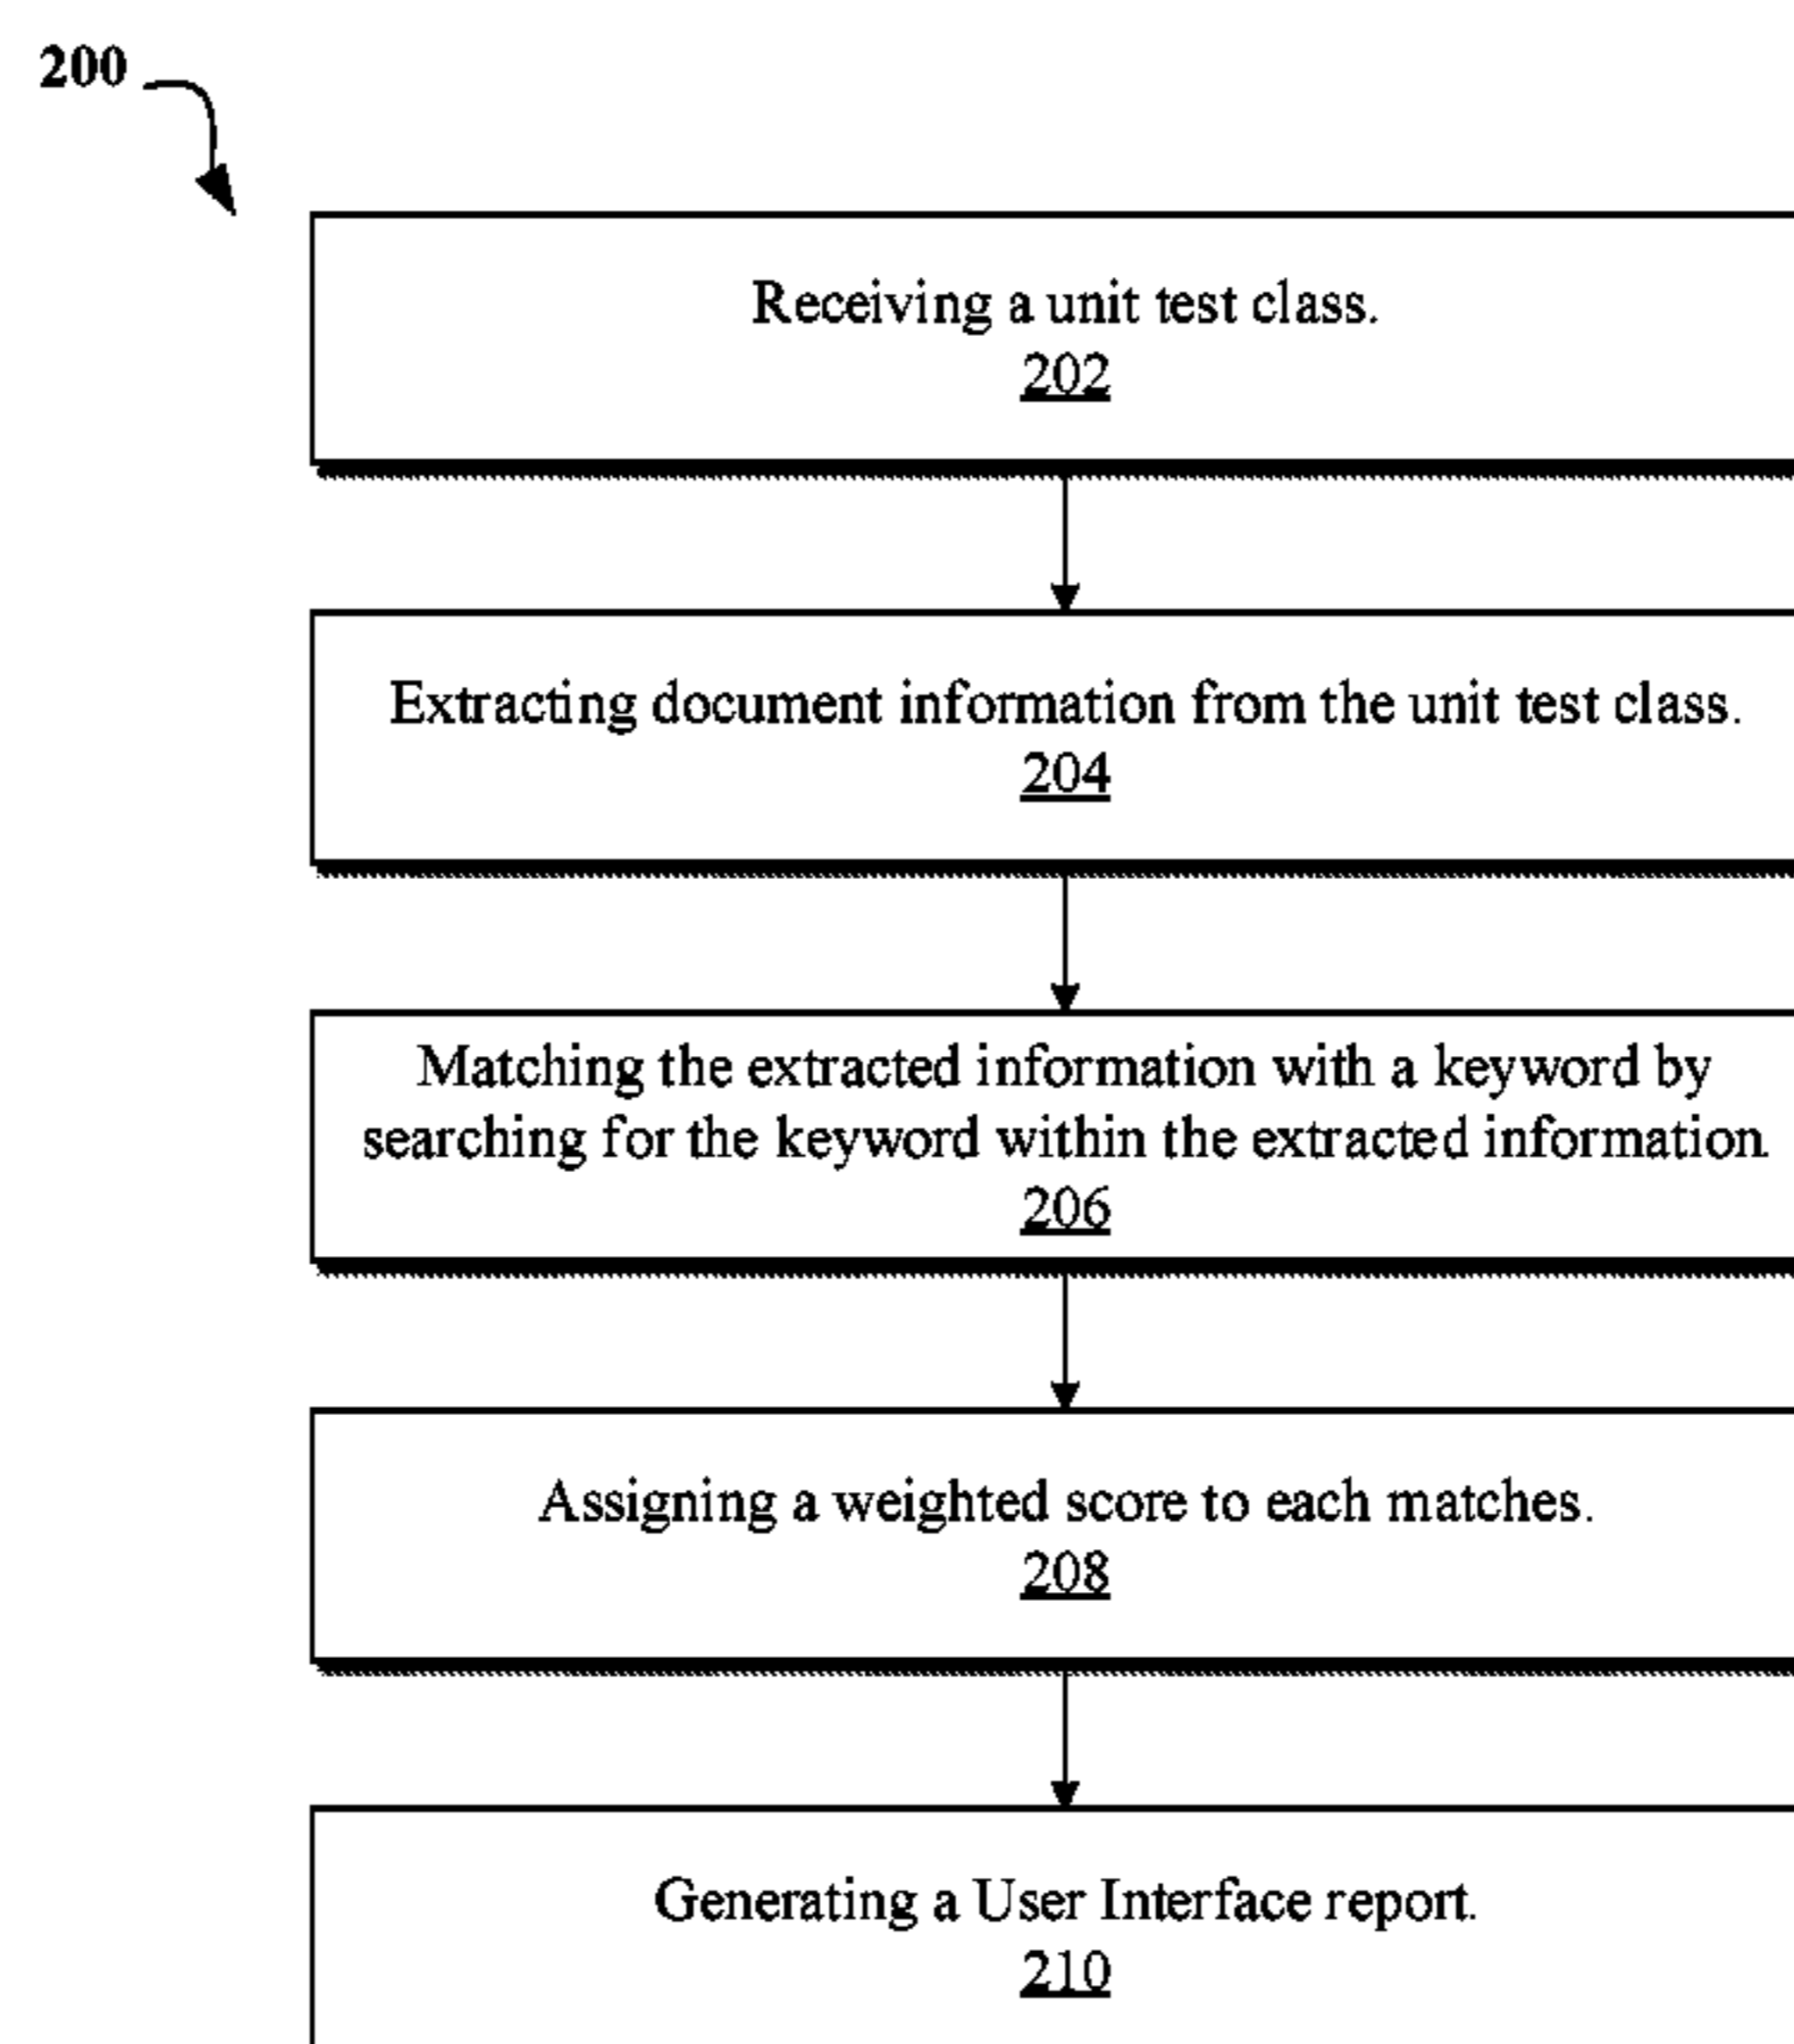 200
Receiving a unit test class.
202
Extracting document information from the unit test class.
204
Matching the extracted information with a keyword by
searching for the keyword within the extracted information.
206
Assigning a weighted score to each matches.
208
Generating a User Interface report.
210